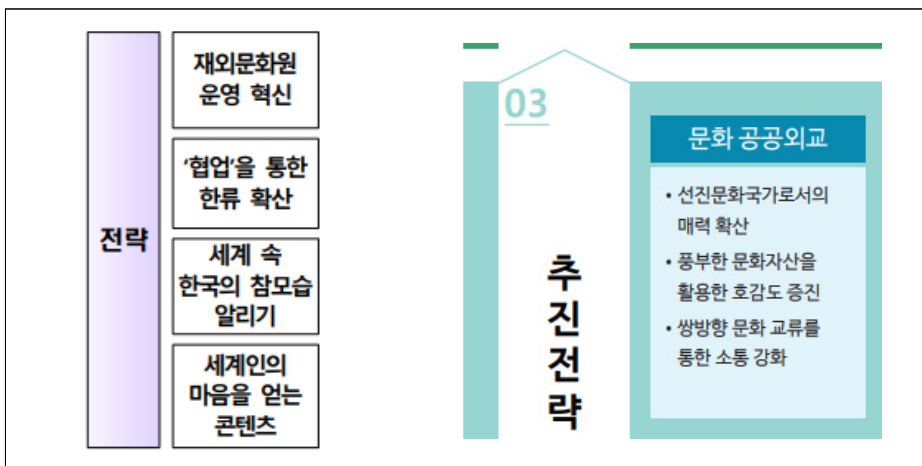 전략
재외문화원
운영 혁신
‘협업’을 통한
한류 확산
세계 속
한국의 참모습
알리기
세계인의
마음을 얻는
콘텐츠
03
추진전략
문화 공공외교
• 선진문화국가로서의
매력 확산
• 풍부한 문화자산을
활용한 호감도 증진
• 쌍방향 문화 교류를
통한 소통 강화